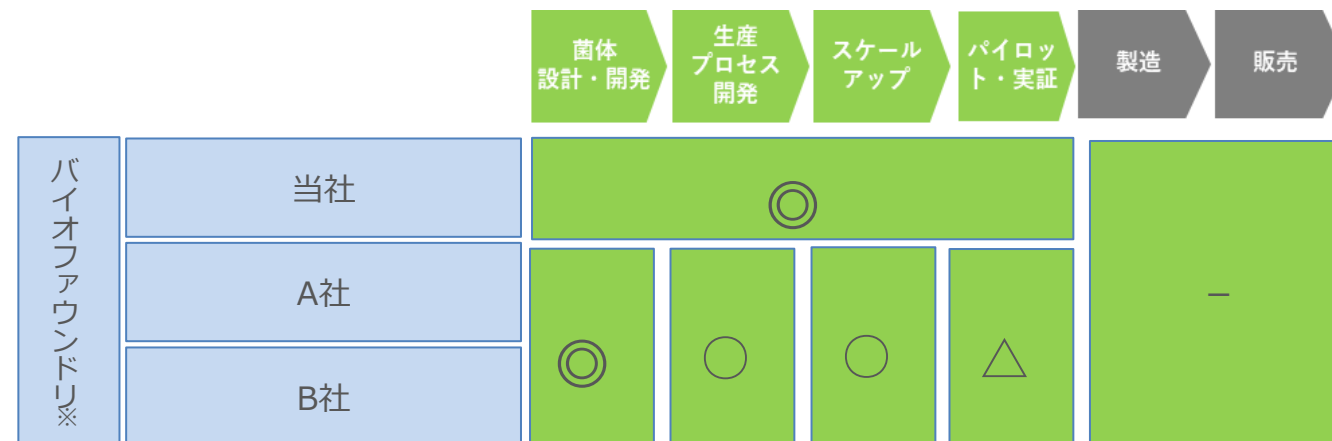 菌体
設計・開発
生産
プロセス
開発
スケール
アップ
パイロッ
ト・実証
製造
販売
バイオファウンドリ※
当社
◎
A社
B社
◎
○
○
△
－